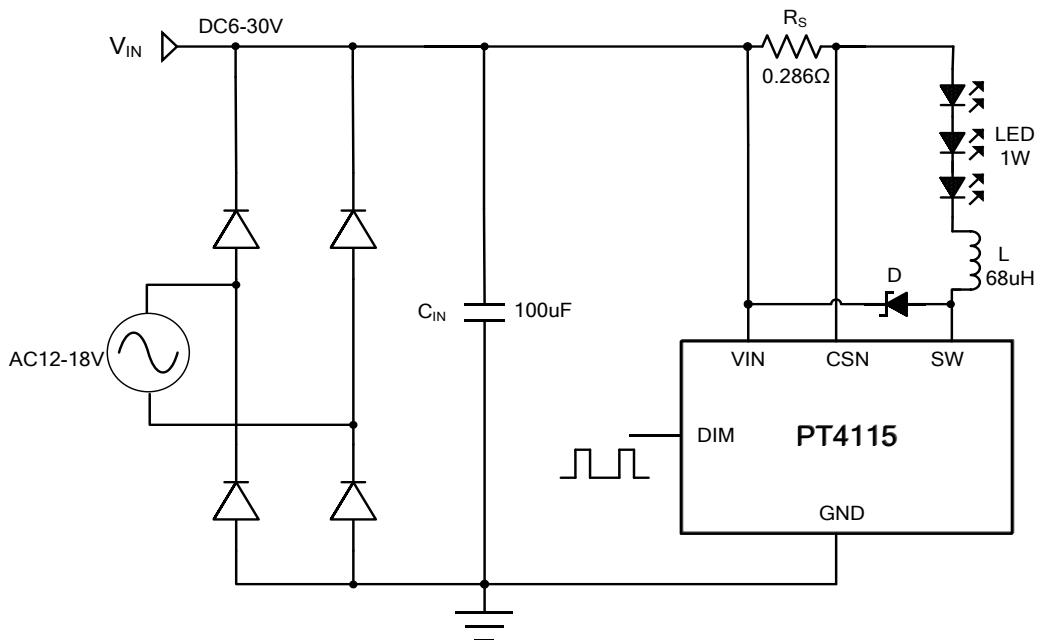 DC6-30V
VIN
RS
0.286Ω
LED
1W
L
68uH
D
CIN
100uF
AC12-18V
VIN
CSN
SW
DIM
PT4115
GND